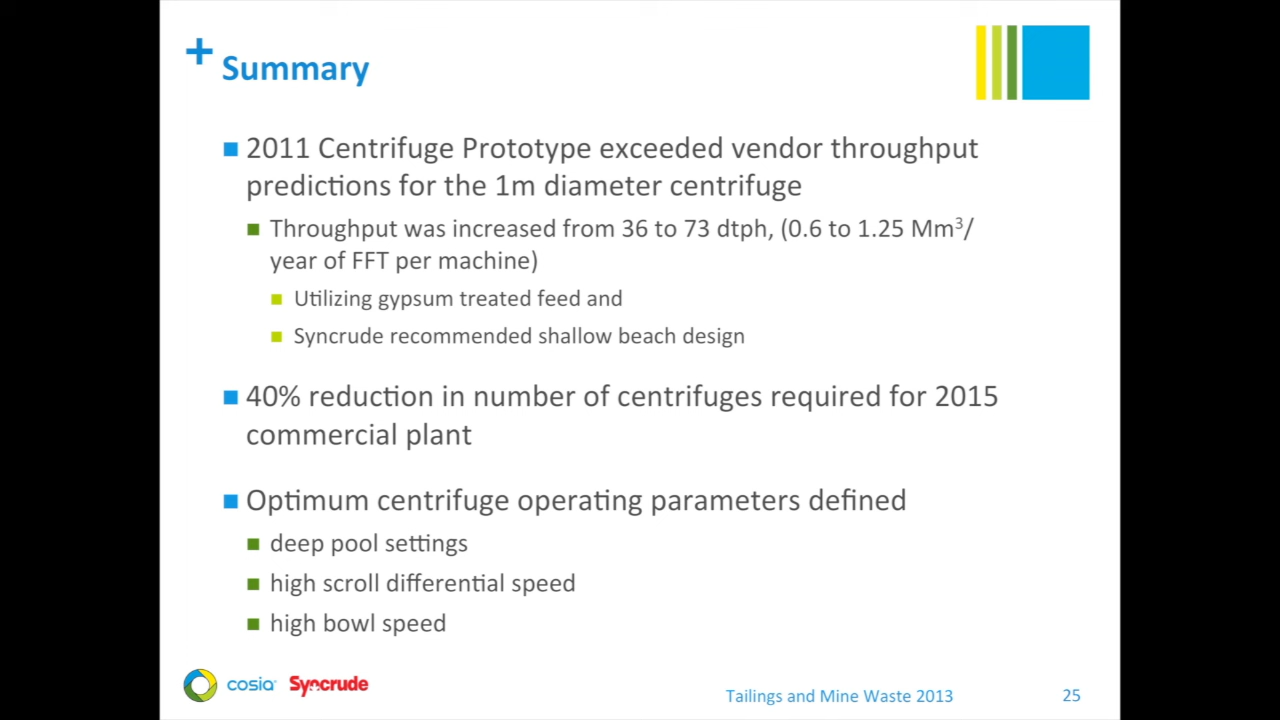 + Summary
2011 Centrifuge Prototype exceeded vendor throughput
predictions for the 1m diameter centrifuge
Throughput was increased from 36 to 73 dtph, (0.6 to 1.25 Mm³/
year of FFT per machine)
Utilizing gypsum treated feed and
Syncrude recommended shallow beach design
40% reduction in number of centrifuges required for 2015
commercial plant
Optimum centrifuge operating parameters defined
deep pool settings
high scroll differential speed
high bowl speed
cosia Syncrude
Tailings and Mine Waste 2013 25